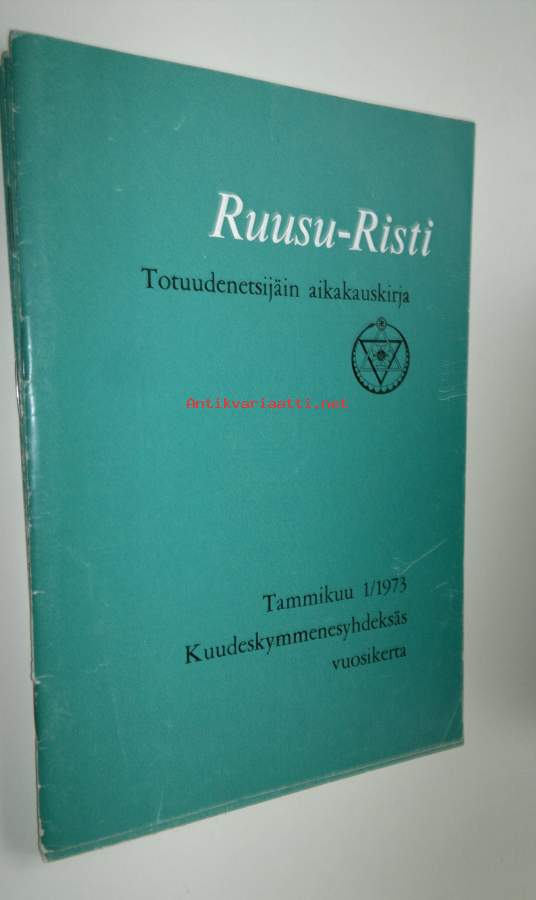 Ruusu-Risti
Totuudenetsijäin aikakauskirja
Antikvariaatti.net
Tammikuu 1/1973
Kuudeskymmenesyhdeksäs
vuosikerta